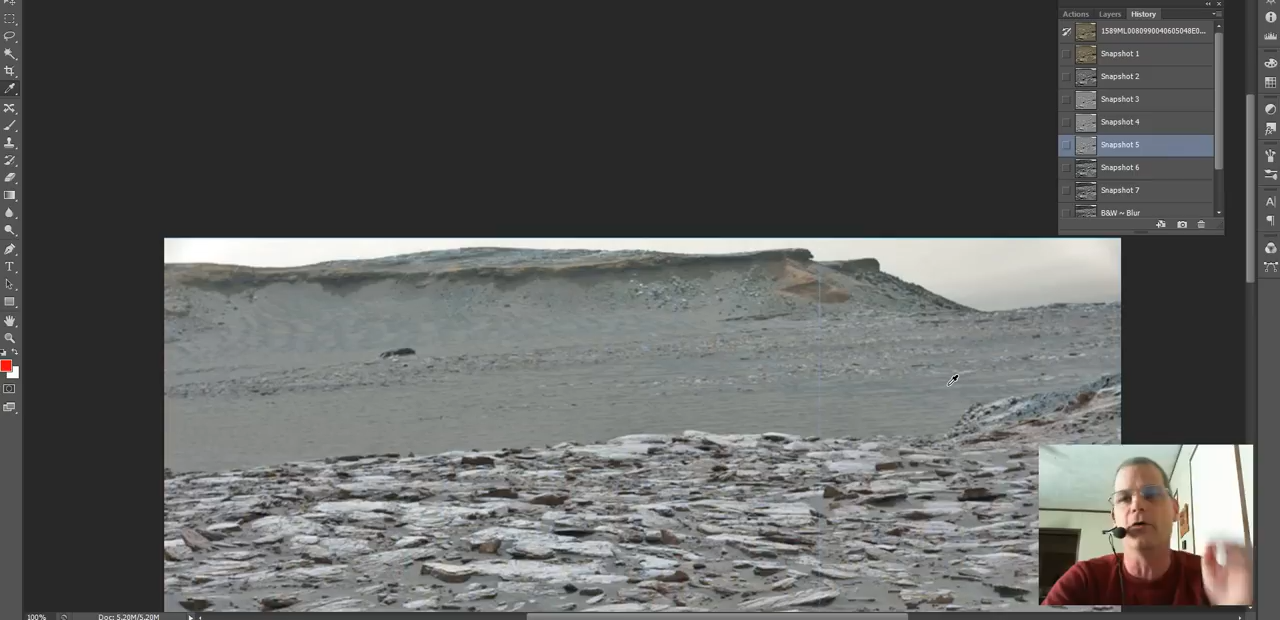 Actions Layers History
1589ML0080990040605048E0...
Snapshot 1
Snapshot 2
Snapshot 3
Snapshot 4
Snapshot 5
Snapshot 6
Snapshot 7
B&W ~ Blur
100% Doc: 5.20M/5.20M